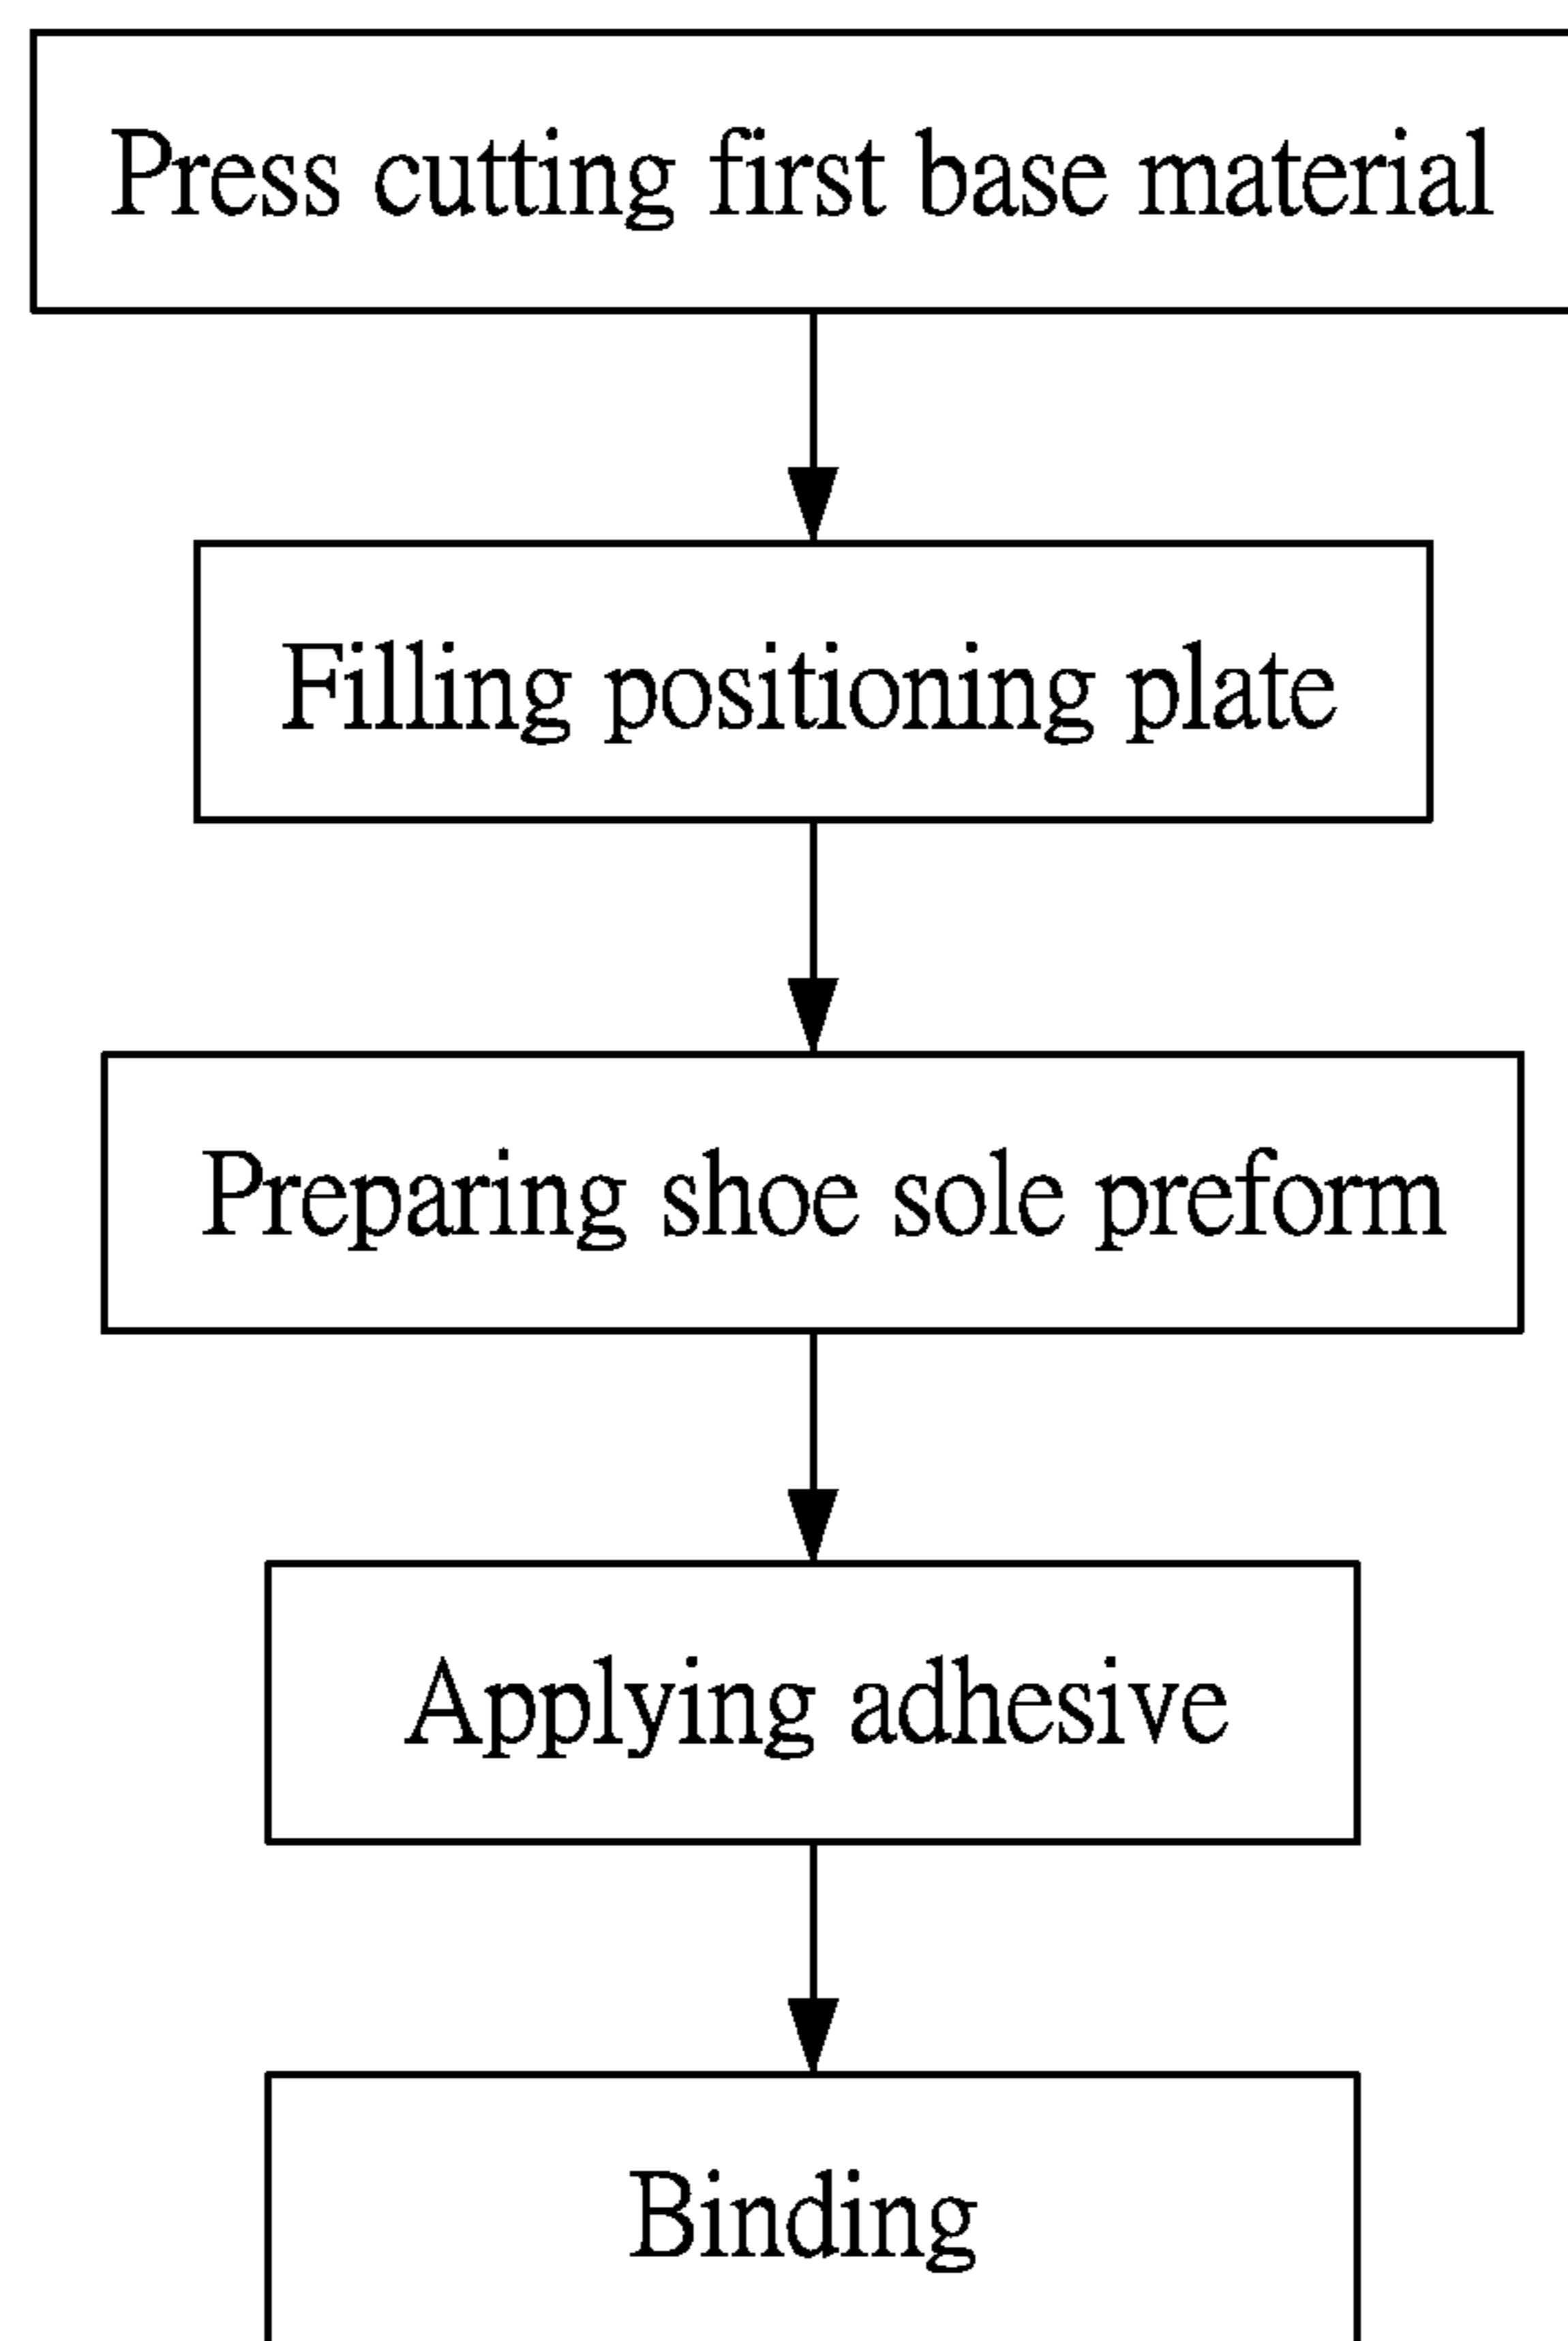 Press cutting first base material
Filling positioning plate
Preparing shoe sole preform
Applying adhesive
Binding